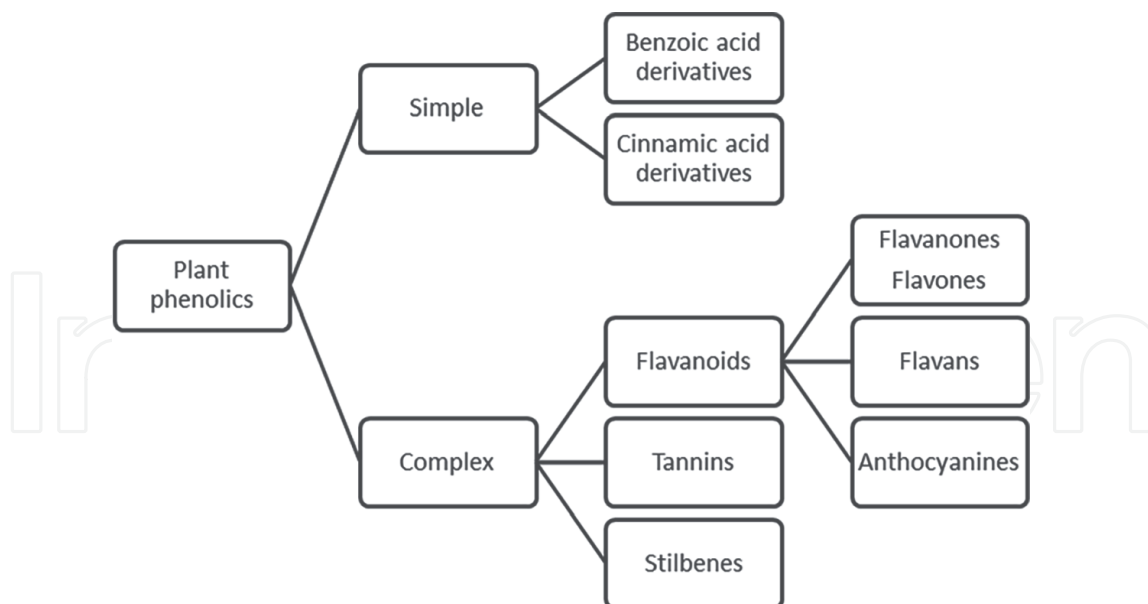 Plant
phenolics
Simple
Benzoic acid
derivatives
Cinnamic acid
derivatives
Complex
Flavanoids
Flavanones
Flavones
Flavans
Anthocyanines
Tannins
Stilbenes